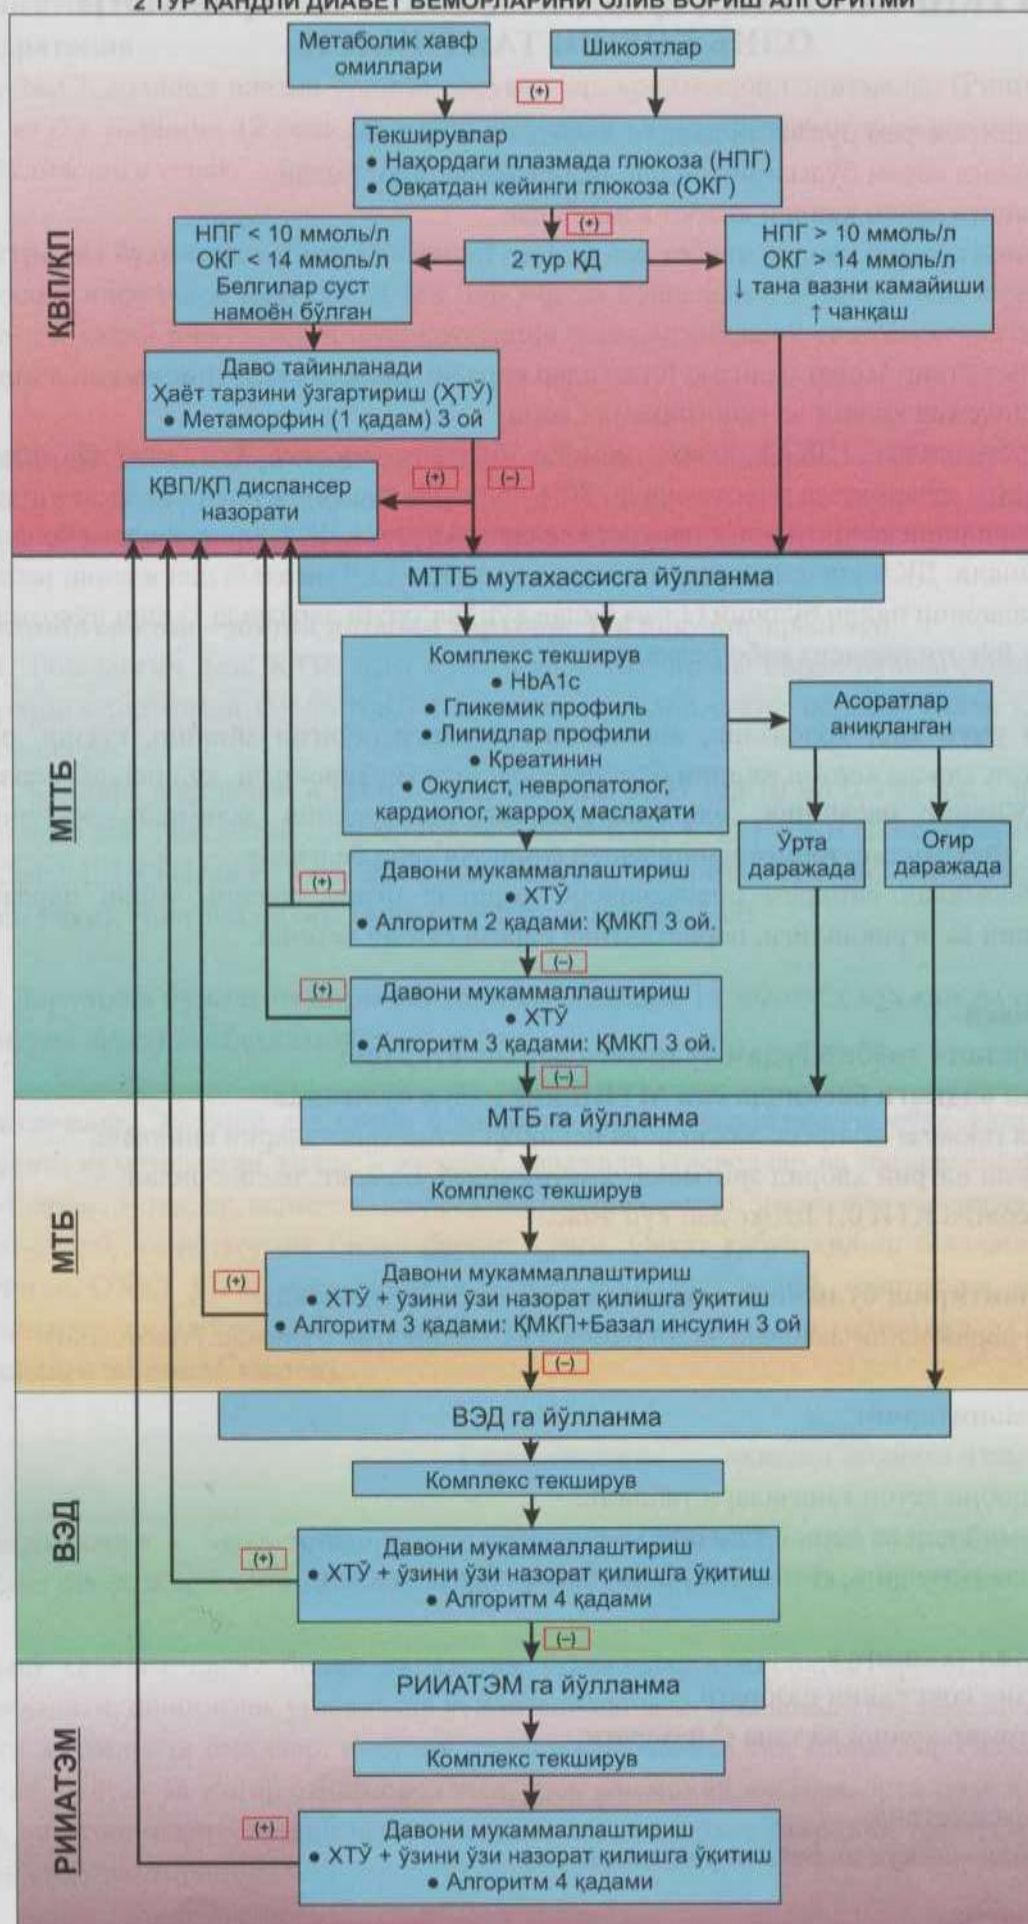 2 ТУР ҚАНДЛИ ДИАБЕТ БЕМОРЛАРИНИ ОЛИБ БОРИШ АЛГОРИТМИ
Метаболик хавф
омиллари
Шикоятлар
(+)
Текширувлар
● Наҳордаги плазмада глюкоза (НПГ)
● Овқатдан кейинги глюкоза (ОКГ)
(+)
ҚВП/ҚП
НПГ < 10 ммоль/л
ОКГ < 14 ммоль/л
Белгилар суст
намоён бўлган
2 тур ҚД
НПГ > 10 ммоль/л
ОКГ > 14 ммоль/л
↓ тана вазни камайиши
↑ чанқаш
Даво тайинланади
Ҳаёт тарзини ўзгартириш (ҲТЎ)
● Метаморфин (1 қадам) 3 ой
(+)
(–)
ҚВП/ҚП диспансер
назорати
МТТБ
МТТБ мутахассисга йўлланма
Комплекс текширув
● HbA1c
● Гликемик профиль
● Липидлар профили
● Креатинин
● Окулист, невропатолог,
кардиолог, жаррох маслаҳати
Асоратлар
аниқланган
Ўрта
даражада
Оғир
даражада
(+)
Давони мукаммаллаштириш
● ХТЎ
● Алгоритм 2 қадами: ҚМКП 3 ой.
(–)
(+)
Давони мукаммаллаштириш
● ХТЎ
● Алгоритм 3 қадами: ҚМКП 3 ой.
(–)
МТБ
МТБ га йўлланма
Комплекс текширув
(+)
Давони мукаммаллаштириш
● ХТЎ + ўзини ўзи назорат қилишга ўқитиш
● Алгоритм 3 қадами: ҚМКП+Базал инсулин 3 ой
(–)
ВЭД
ВЭД га йўлланма
Комплекс текширув
(+)
Давони мукаммаллаштириш
● ХТЎ + ўзини ўзи назорат қилишга ўқитиш
● Алгоритм 4 қадами
(–)
РИИАТЭМ
РИИАТЭМ га йўлланма
Комплекс текширув
(+)
Давони мукаммаллаштириш
● ХТЎ + ўзини ўзи назорат қилишга ўқитиш
● Алгоритм 4 қадами